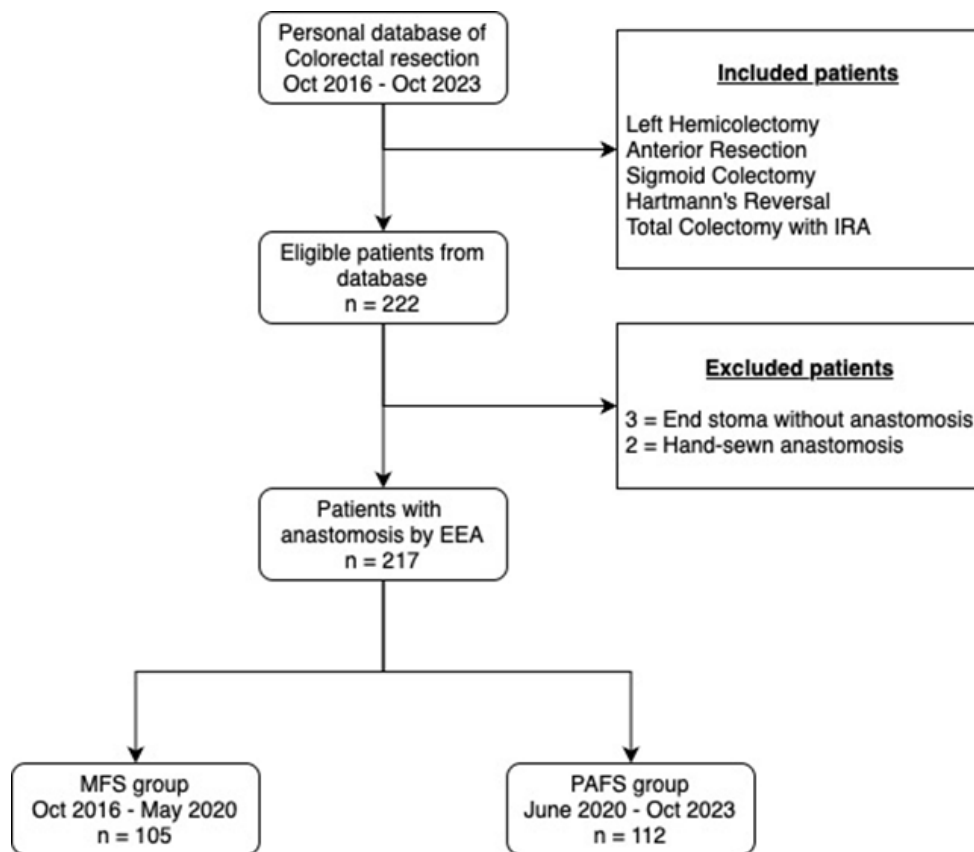 Personal database of
Colorectal resection
Oct 2016 - Oct 2023
Included patients
Left Hemicolectomy
Anterior Resection
Sigmoid Colectomy
Hartmann's Reversal
Total Colectomy with IRA
Eligible patients from
database
n = 222
Excluded patients
3 = End stoma without anastomosis
2 = Hand-sewn anastomosis
Patients with
anastomosis by EEA
n = 217
MFS group
Oct 2016 - May 2020
n = 105
PAFS group
June 2020 - Oct 2023
n = 112